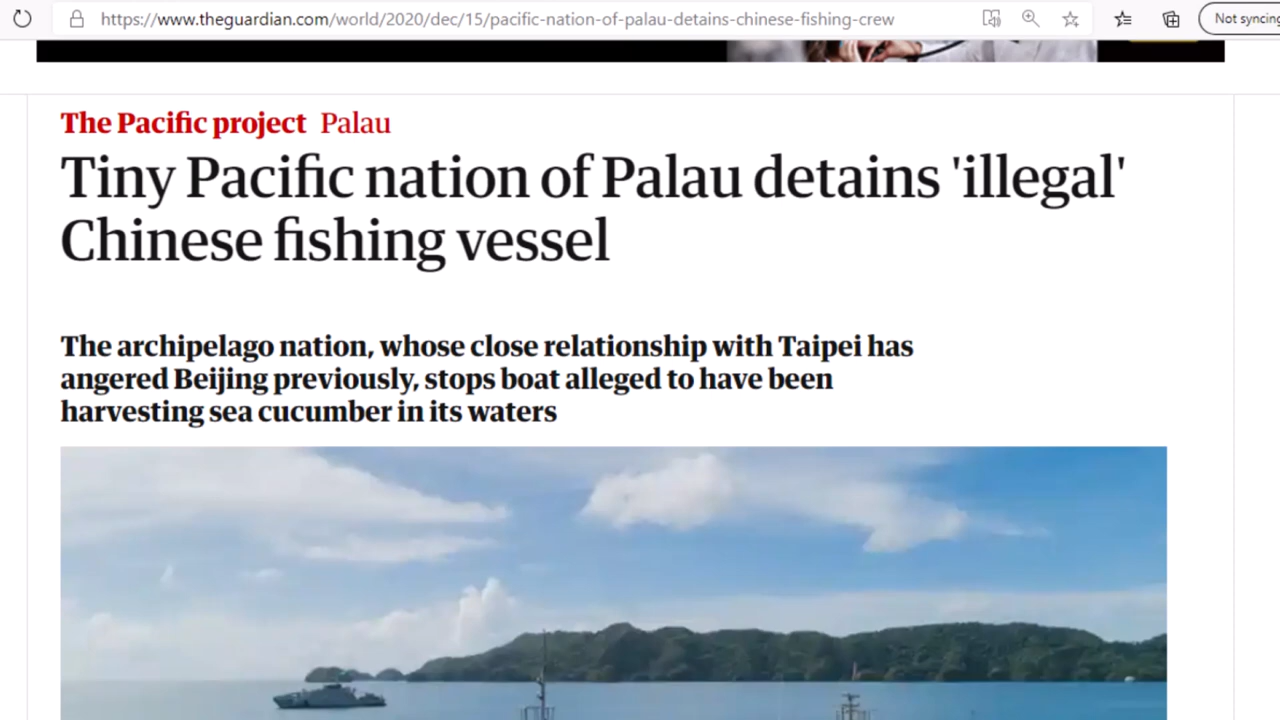 https://www.theguardian.com/world/2020/dec/15/pacific-nation-of-palau-detains-chinese-fishing-crew
Not syncing
The Pacific project Palau
Tiny Pacific nation of Palau detains 'illegal'
Chinese fishing vessel
The archipelago nation, whose close relationship with Taipei has
angered Beijing previously, stops boat alleged to have been
harvesting sea cucumber in its waters